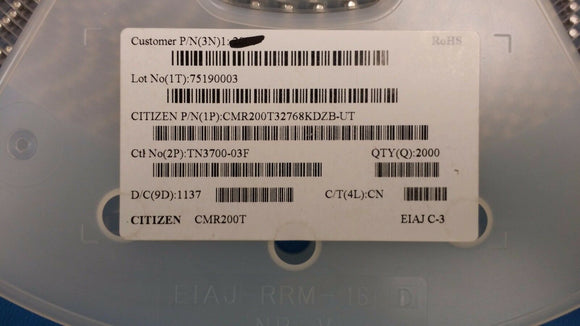 Customer P/N(3N)1: RoHS
Lot No(1T):75190003
CITIZEN P/N(1P):CMR200T32768KDZB-UT
Ctl No(2P):TN3700-03F QTY(Q):2000
D/C(9D):1137 C/T(4L):CN
CITIZEN CMR200T EIAJ C-3
EIAJ-RRM-16 D